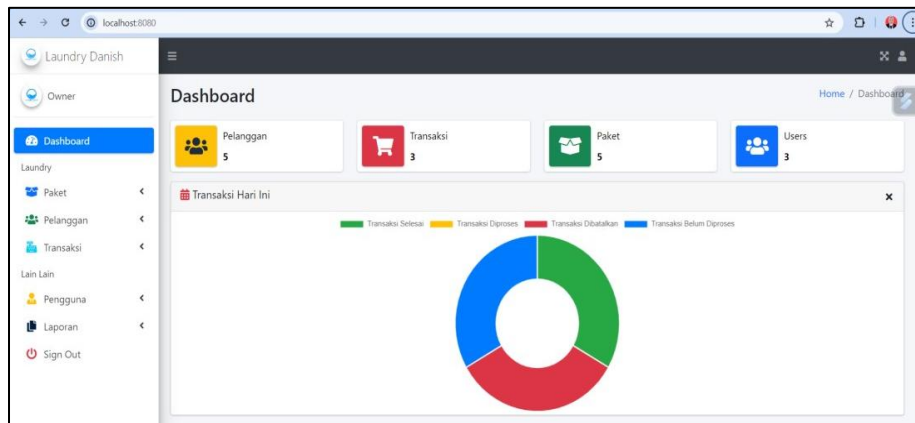 localhost:8080
Laundry Danish
Owner
Dashboard
Home / Dashboard
Dashboard
Pelanggan
5
Transaksi
3
Paket
5
Users
3
Laundry
Paket
Pelanggan
Transaksi
Lain Lain
Pengguna
Laporan
Sign Out
Transaksi Hari Ini
Transaksi Selesai Transaksi Diproses Transaksi Dibatalkan Transaksi Belum Diproses